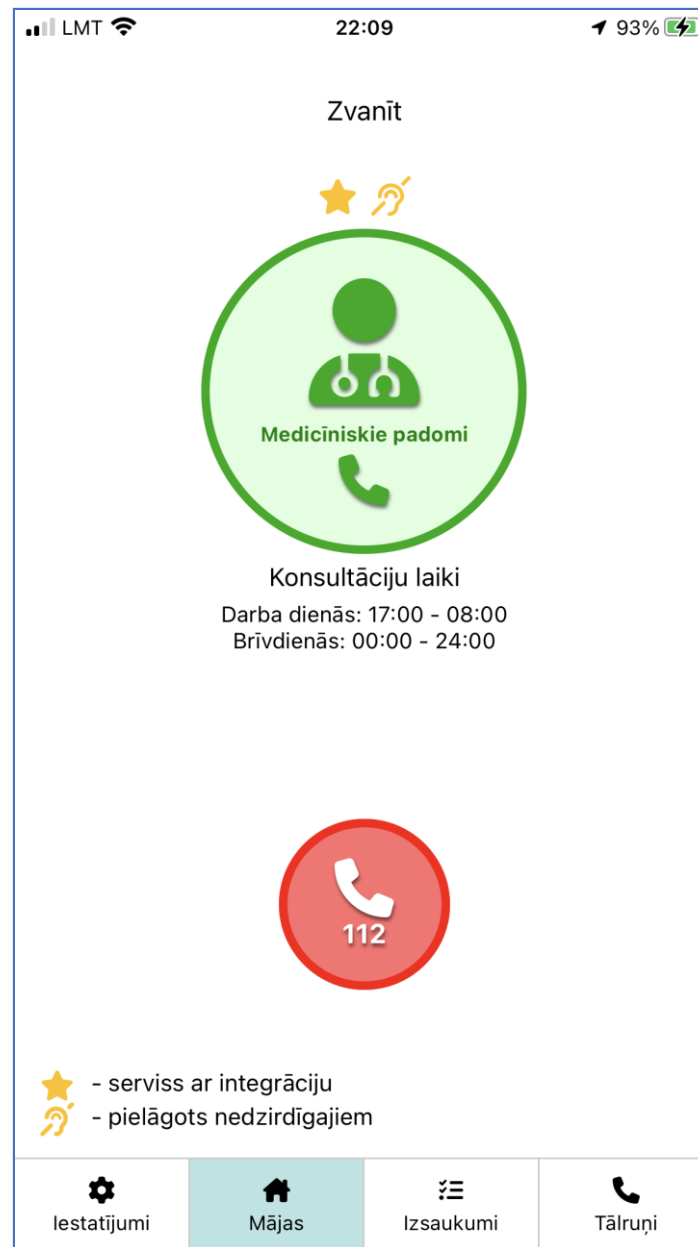 LMT 22:09 93%
Zvanīt
Medicīniskie padomi
Konsultāciju laiki
Darba dienās: 17:00 - 08:00
Brīvdienās: 00:00 - 24:00
112
- serviss ar integrāciju
- pielāgots nedzirdīgajiem
Iestatījumi Mājas Izsaukumi Tālruņi